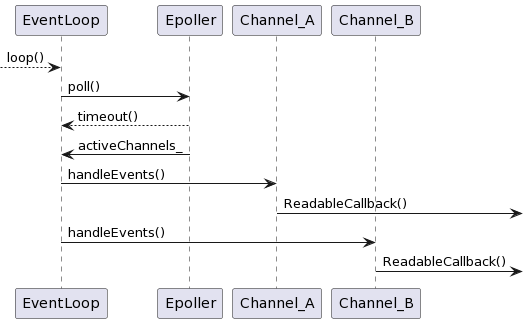 EventLoop
Epoller
Channel_A
Channel_B
loop()
poll()
timeout()
activeChannels_
handleEvents()
ReadableCallback()
handleEvents()
ReadableCallback()
EventLoop
Epoller
Channel_A
Channel_B